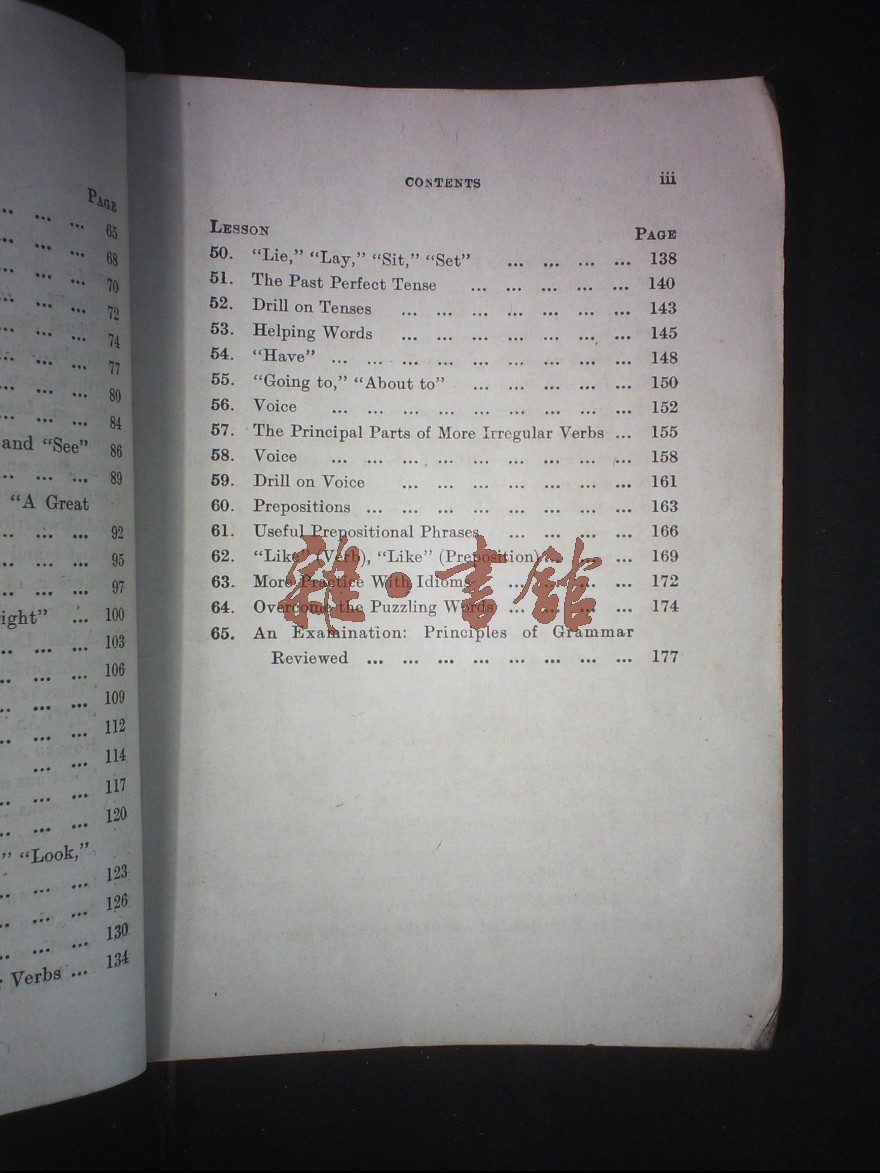 PAGE
... ... ... 65
... ... ... 68
... ... ... 70
... ... ... 72
... ... ... 74
... ... ... 77
... ... 80
... ... ... 84
and "See" 86
... ... ... 89
"A Great
... ... ... 92
... ... ... 95
... ... ... 97
ight" ... 100
... ... ... 103
... ... ... 106
... ... ... 109
... ... ... 112
... ... 114
... ... ... 117
... ... ... 120
" "Look,"
... ... ... 123
... ... ... 126
... ... ... 130
Verbs ... 134
CONTENTS iii
LESSON PAGE
50. "Lie," "Lay," "Sit," "Set" ... ... ... ... 138
51. The Past Perfect Tense ... ... ... ... ... 140
52. Drill on Tenses ... ... ... ... ... ... ... 143
53. Helping Words ... ... ... ... ... ... ... 145
54. "Have" ... ... ... ... ... ... ... ... ... 148
55. "Going to," "About to" ... ... ... ... ... 150
56. Voice ... ... ... ... ... ... ... ... ... 152
57. The Principal Parts of More Irregular Verbs ... 155
58. Voice ... ... ... ... ... ... ... ... ... 158
59. Drill on Voice ... ... ... ... ... ... ... 161
60. Prepositions ... ... ... ... ... ... ... ... 163
61. Useful Prepositional Phrases ... ... ... ... 166
62. "Like" (Verb), "Like" (Preposition) ... ... ... 169
63. More Practice With Idioms ... ... ... ... 172
64. Overcome the Puzzling Words ... ... ... ... 174
65. An Examination: Principles of Grammar
Reviewed ... ... ... ... ... ... ... ... 177
雜·書館